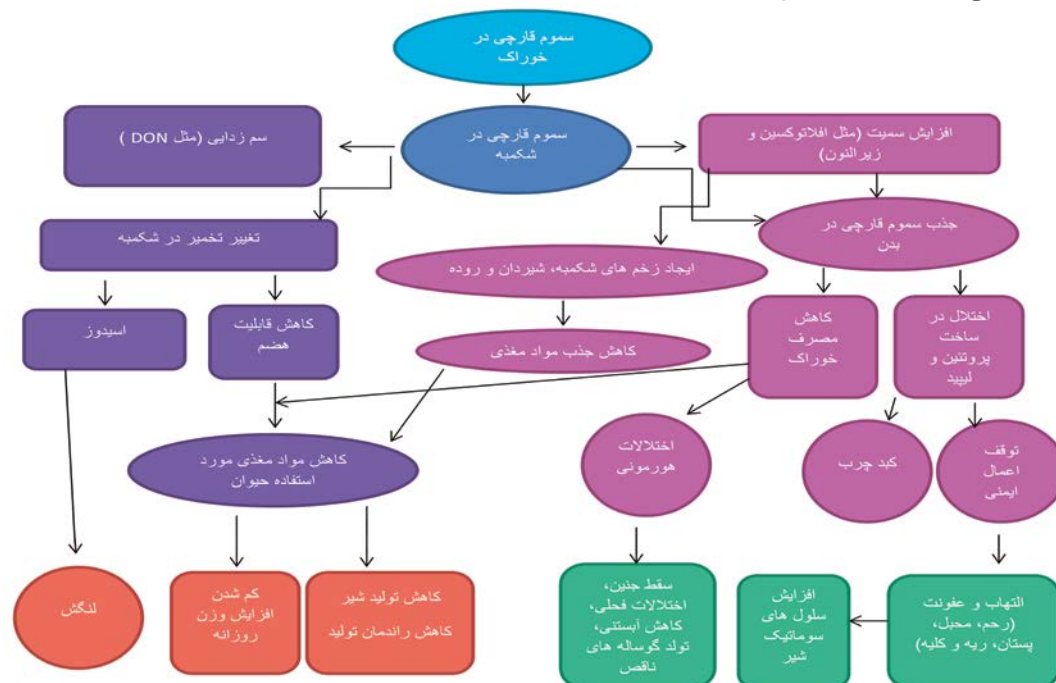 سموم قارچی در
خوراک
سم زدایی (مثل DON )
سموم قارچی در
شکمبه
افزایش سمیت (مثل افلاتوکسین و
زیرالنون)
تغییر تخمیر در شکمبه
جذب سموم قارچی در
بدن
ایجاد زخم های شکمبه، شیردان و روده
اسیدوز
کاهش قابلیت
هضم
کاهش جذب مواد مغذی
کاهش
مصرف
خوراک
اختلال در
ساخت
پروتئین و
لیپید
کاهش مواد مغذی مورد
استفاده حیوان
اختلالات
هورمونی
کبد چرب
توقف
اعمال
ایمنی
لنگش
کم شدن
افزایش وزن
روزانه
کاهش تولید شیر
کاهش راندمان تولید
سقط جنین،
اختلالات فحلی،
کاهش آبستنی،
تولد گوساله های
ناقص
افزایش
سلول های
سوماتیک
شیر
التهاب و عفونت
(رحم، محبل،
پستان، ریه و کلیه)